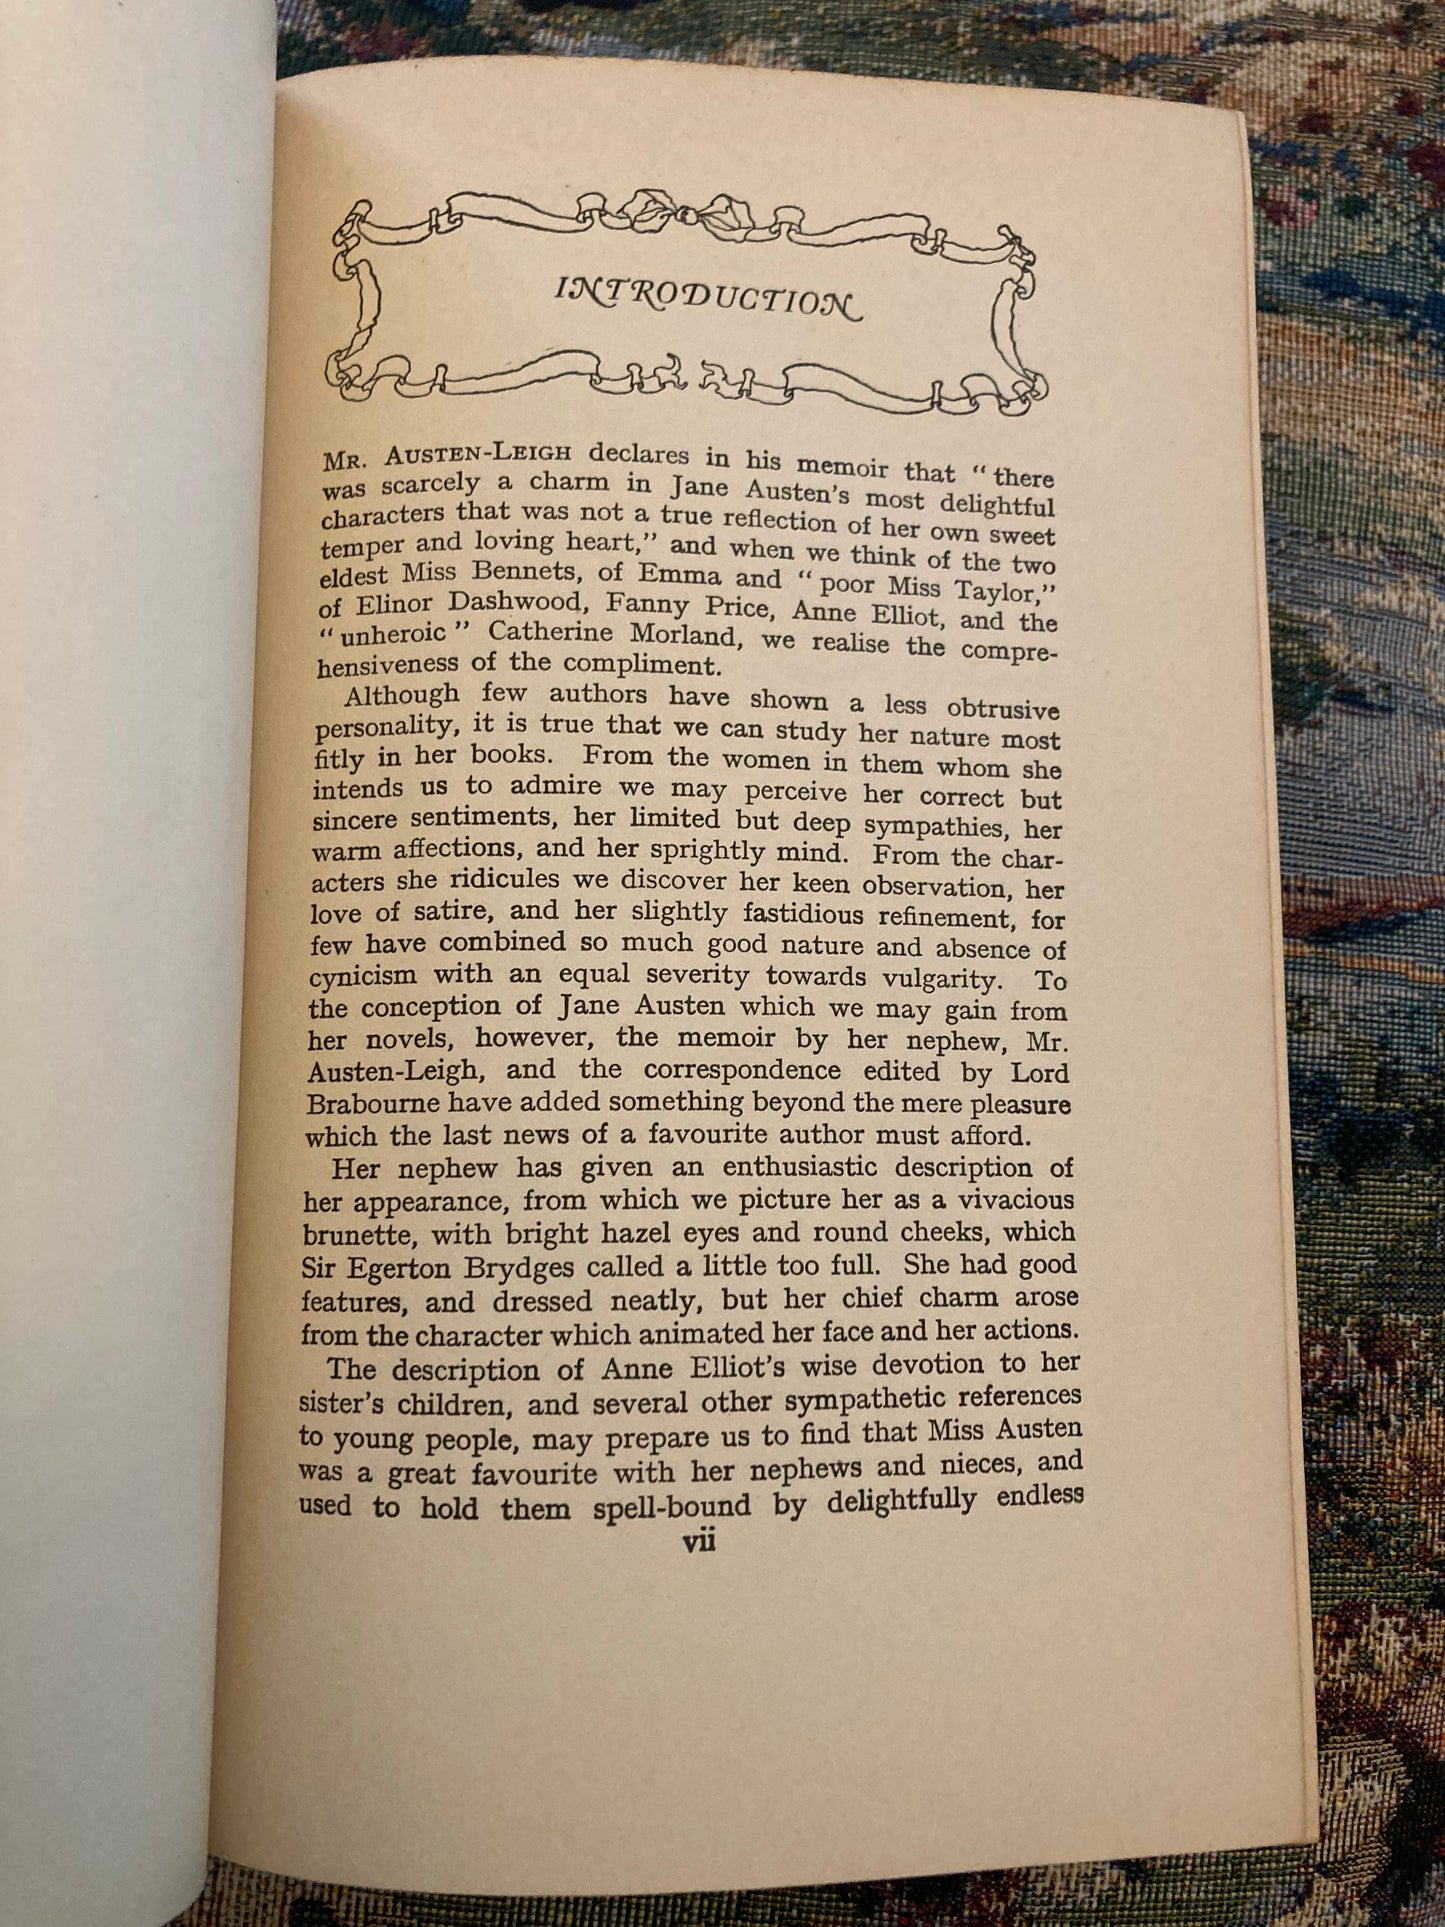 INTRODUCTION
MR. AUSTEN-LEIGH declares in his memoir that “there
was scarcely a charm in Jane Austen’s most delightful
characters that was not a true reflection of her own sweet
temper and loving heart,” and when we think of the two
eldest Miss Bennets, of Emma and “poor Miss Taylor,”
of Elinor Dashwood, Fanny Price, Anne Elliot, and the
“unheroic” Catherine Morland, we realise the compre-
hensiveness of the compliment.
Although few authors have shown a less obtrusive
personality, it is true that we can study her nature most
fitly in her books. From the women in them whom she
intends us to admire we may perceive her correct but
sincere sentiments, her limited but deep sympathies, her
warm affections, and her sprightly mind. From the char-
acters she ridicules we discover her keen observation, her
love of satire, and her slightly fastidious refinement, for
few have combined so much good nature and absence of
cynicism with an equal severity towards vulgarity. To
the conception of Jane Austen which we may gain from
her novels, however, the memoir by her nephew, Mr.
Austen-Leigh, and the correspondence edited by Lord
Brabourne have added something beyond the mere pleasure
which the last news of a favourite author must afford.
Her nephew has given an enthusiastic description of
her appearance, from which we picture her as a vivacious
brunette, with bright hazel eyes and round cheeks, which
Sir Egerton Brydges called a little too full. She had good
features, and dressed neatly, but her chief charm arose
from the character which animated her face and her actions.
The description of Anne Elliot’s wise devotion to her
sister’s children, and several other sympathetic references
to young people, may prepare us to find that Miss Austen
was a great favourite with her nephews and nieces, and
used to hold them spell-bound by delightfully endless
vii